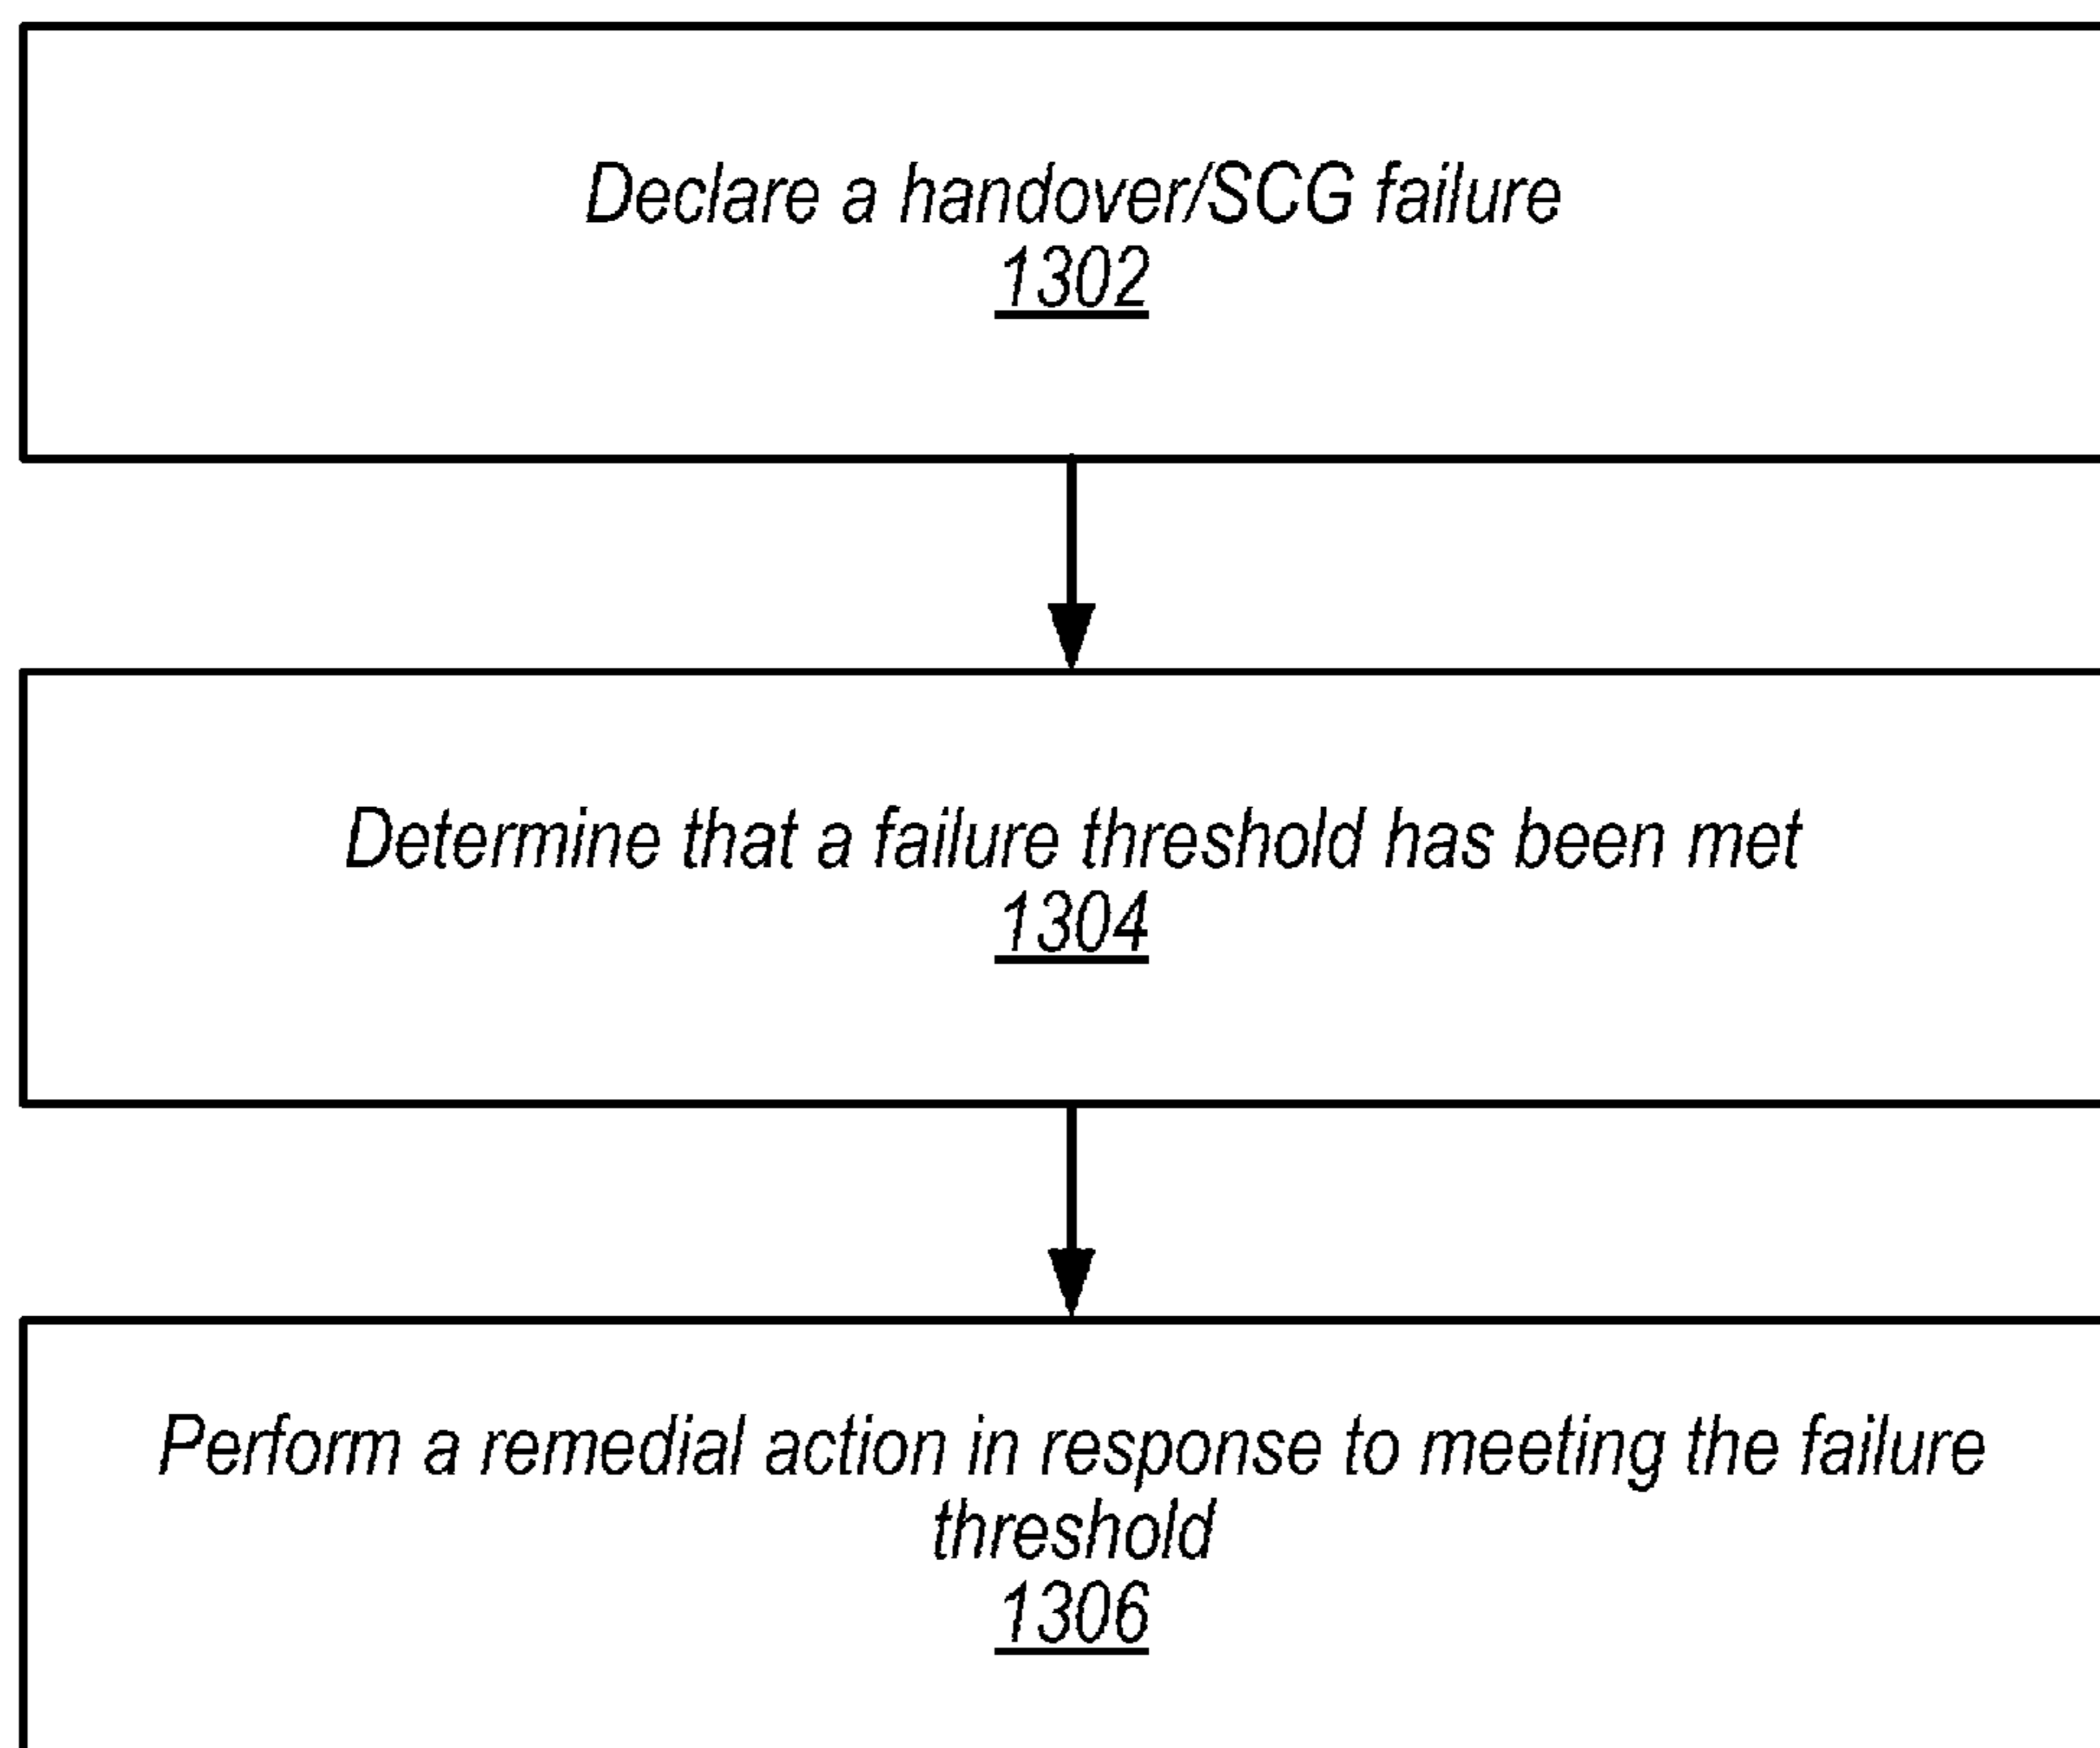 Declare a handover/SCG failure
1302
Determine that a failure threshold has been met
1304
Perform a remedial action in response to meeting the failure
threshold
1306